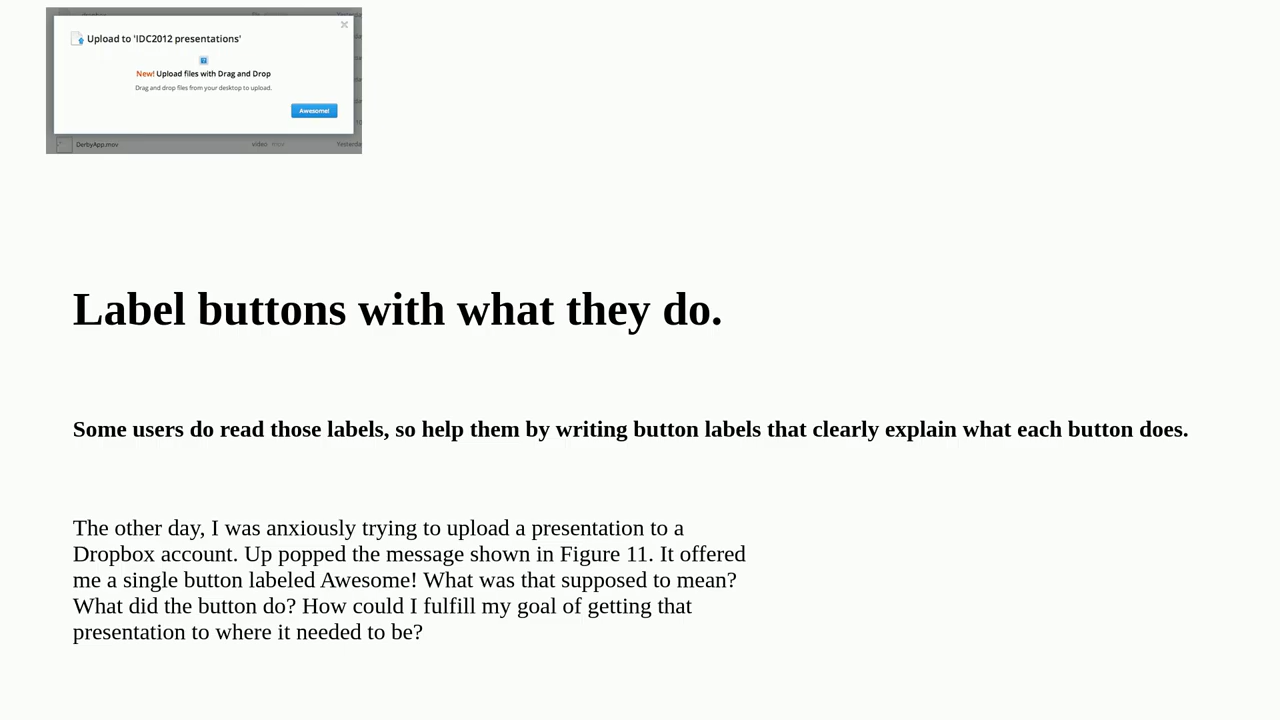 Upload to 'IDC2012 presentations'
New! Upload files with Drag and Drop
Drag and drop files from your desktop to upload.
Awesome!
DerbyApp.mov video mov Yesterda
Label buttons with what they do.
Some users do read those labels, so help them by writing button labels that clearly explain what each button does.
The other day, I was anxiously trying to upload a presentation to a
Dropbox account. Up popped the message shown in Figure 11. It offered
me a single button labeled Awesome! What was that supposed to mean?
What did the button do? How could I fulfill my goal of getting that
presentation to where it needed to be?